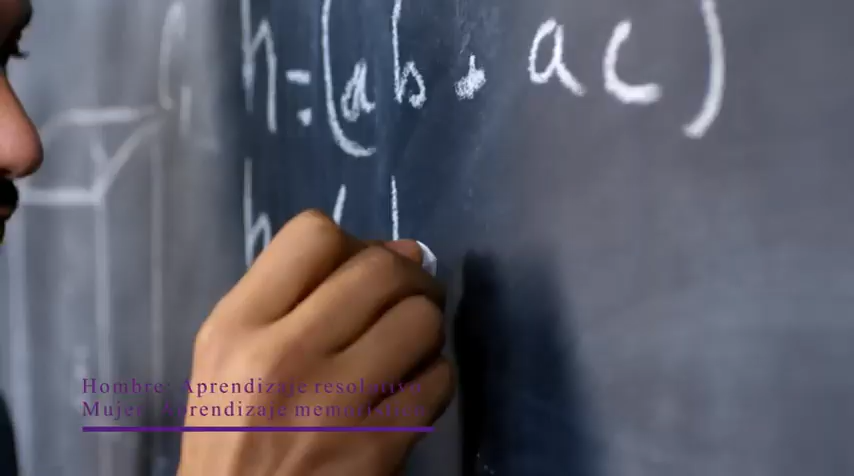 h=(ab+ac)
h (
Hombre: Aprendizaje resolutivo
Mujer: Aprendizaje memorístico